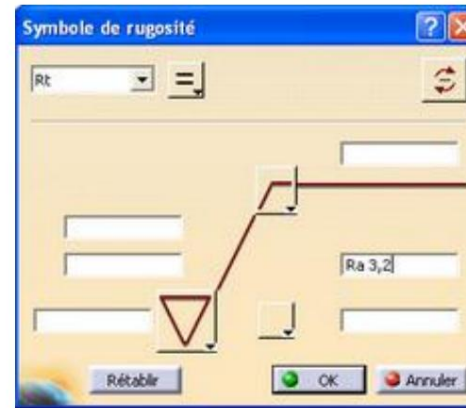 Symbole de rugosité
Rt
Ra 3,2
Rétablir
OK
Annuler